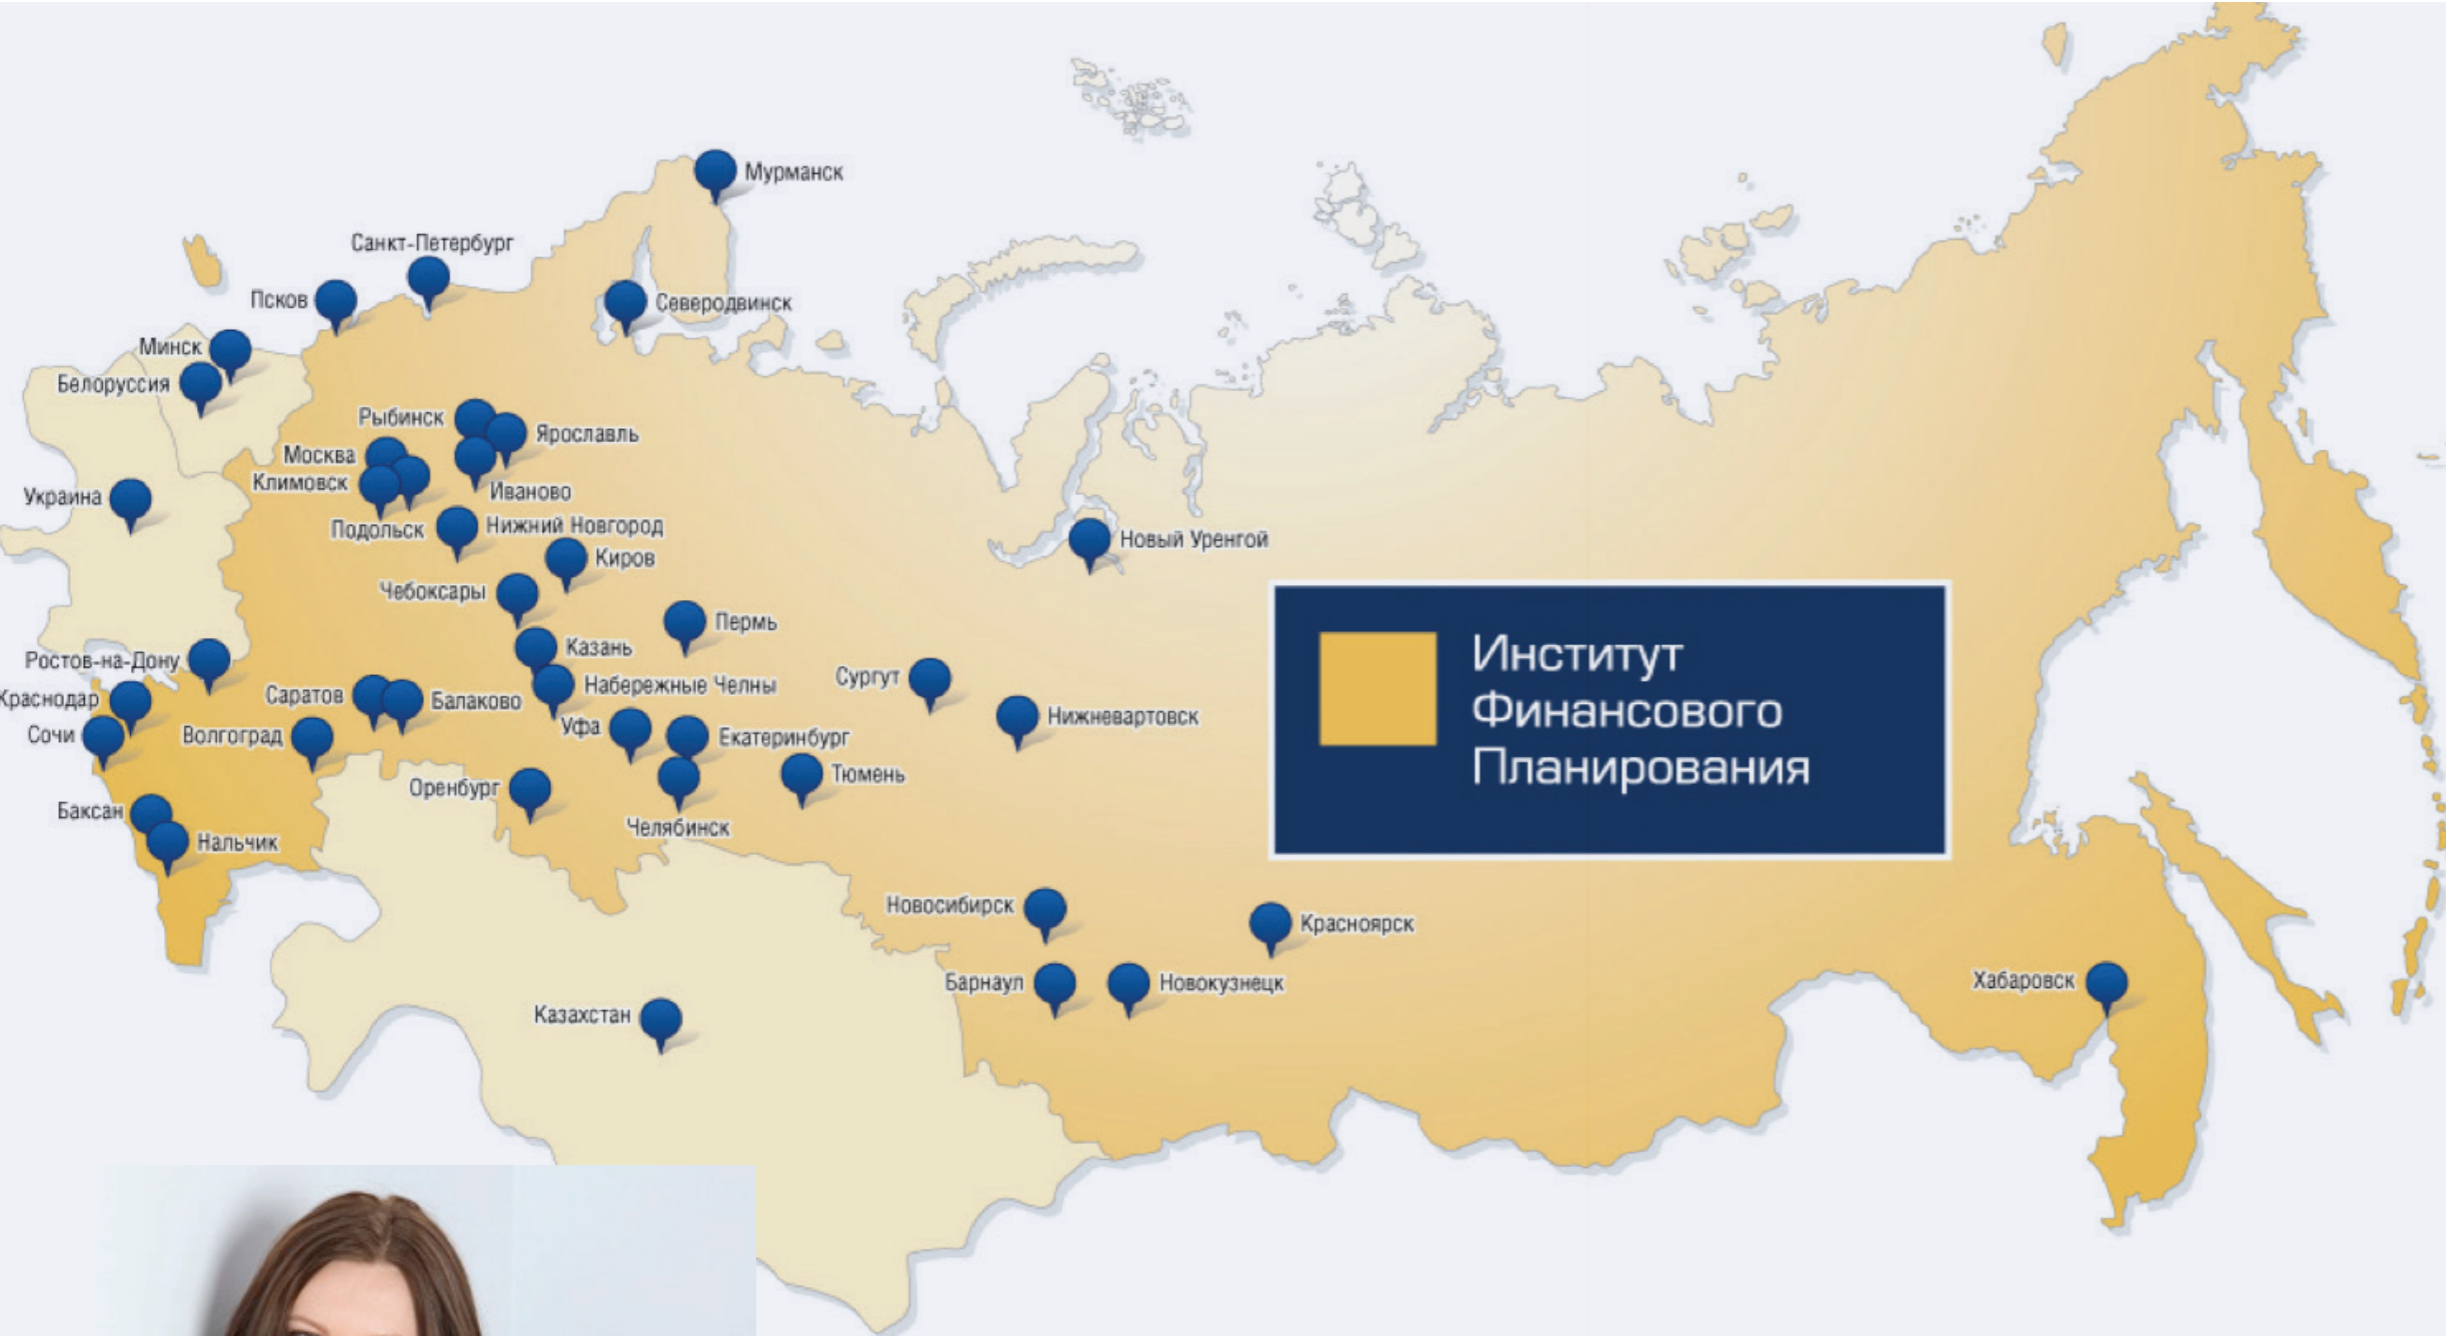 Мурманск
Санкт-Петербург
Псков
Северодвинск
Минск
Белоруссия
Рыбинск
Ярославль
Москва
Климовск
Иваново
Украина
Подольск
Нижний Новгород
Киров
Новый Уренгой
Чебоксары
Пермь
Казань
Ростов-на-Дону
Сургут
Набережные Челны
Саратов
Балаково
Краснодар
Нижневартовск
Уфа
Сочи
Волгоград
Екатеринбург
Тюмень
Оренбург
Баксан
Челябинск
Нальчик
Институт
Финансового
Планирования
Новосибирск
Красноярск
Барнаул
Новокузнецк
Хабаровск
Казахстан